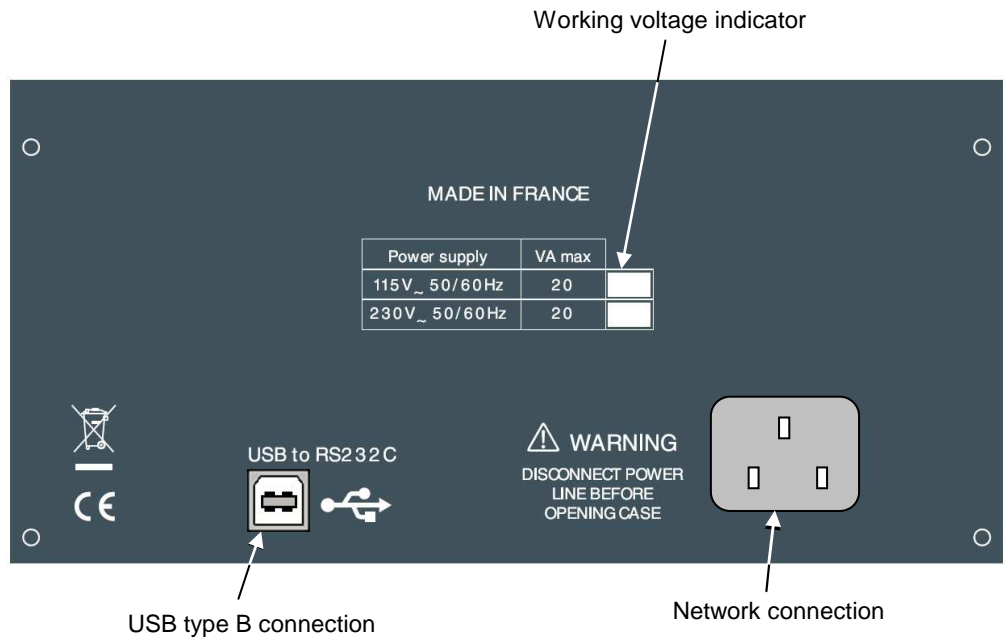 Working voltage indicator
MADE IN FRANCE
Power supply VA max
115V~ 50/60Hz 20
230V~ 50/60Hz 20
USB to RS232C
CE
WARNING
DISCONNECT POWER
LINE BEFORE
OPENING CASE
USB type B connection
Network connection